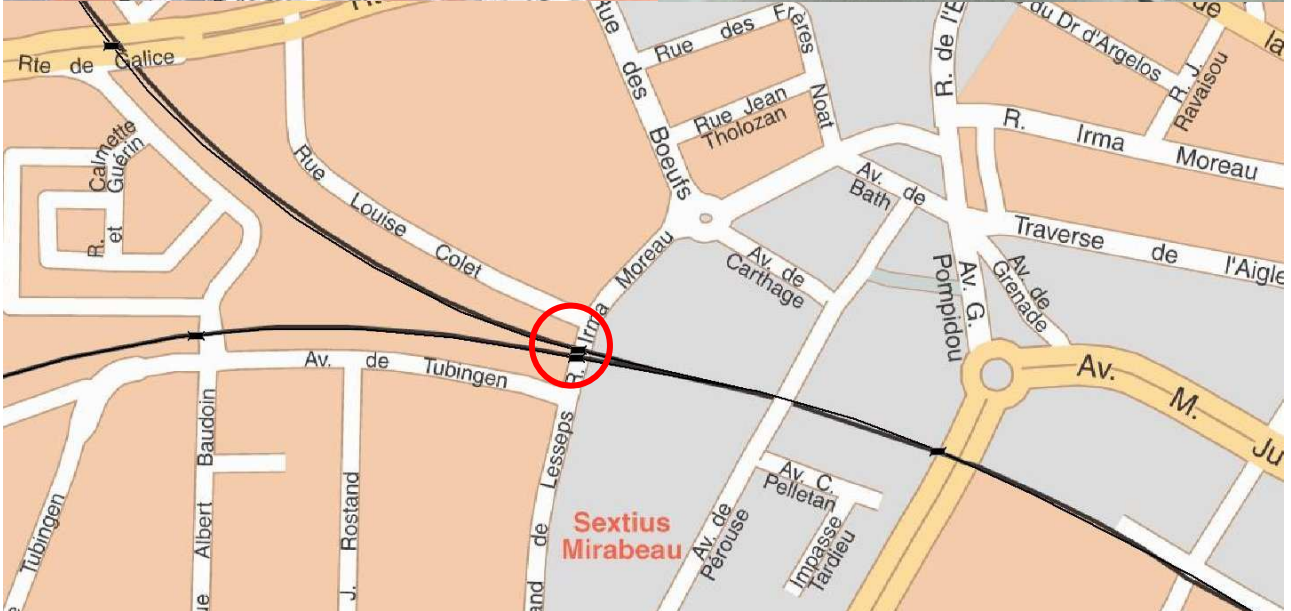 Rte de Galice
Rue des Boeufs
Rue des Frères
Noat
Rue Jean
Tholozan
R. de l'E
du Dr d'Argelos
R. J.
Ravaisou
ue
la
R. Irma Moreau
R. et
Calmette
Guérin
Rue Louise Colet
Av. de
Bath
Traverse de l'Aigle
Av. de
Carthage
R. Irma Moreau
Av. G.
Pompidou
Av. de
Grenade
Av. de Tubingen
Av. M. Ju
Baudoin
ue Albert
J. Rostand
and de Lesseps
Tubingen
e
Sextius
Mirabeau
Av. de
Pérouse
Av. C.
Pelletan
Impasse
Tardieu